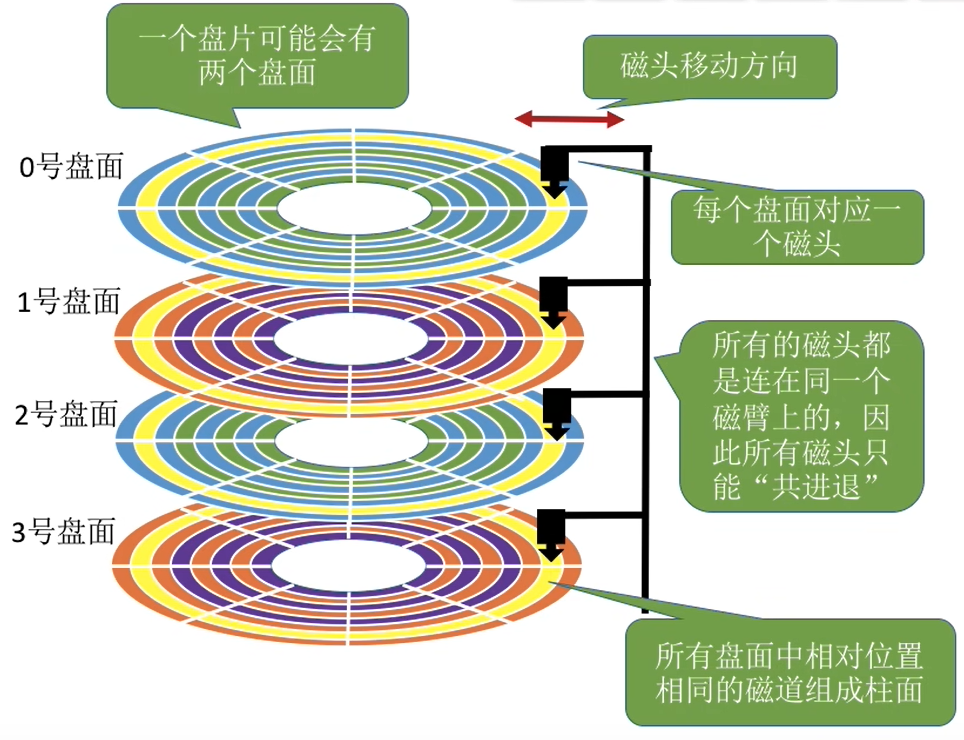 一个盘片可能会有
两个盘面
磁头移动方向
0号盘面
每个盘面对应一
个磁头
1号盘面
所有的磁头都
是连在同一个
磁臂上的，因
此所有磁头只
能“共进退”
2号盘面
3号盘面
所有盘面中相对位置
相同的磁道组成柱面